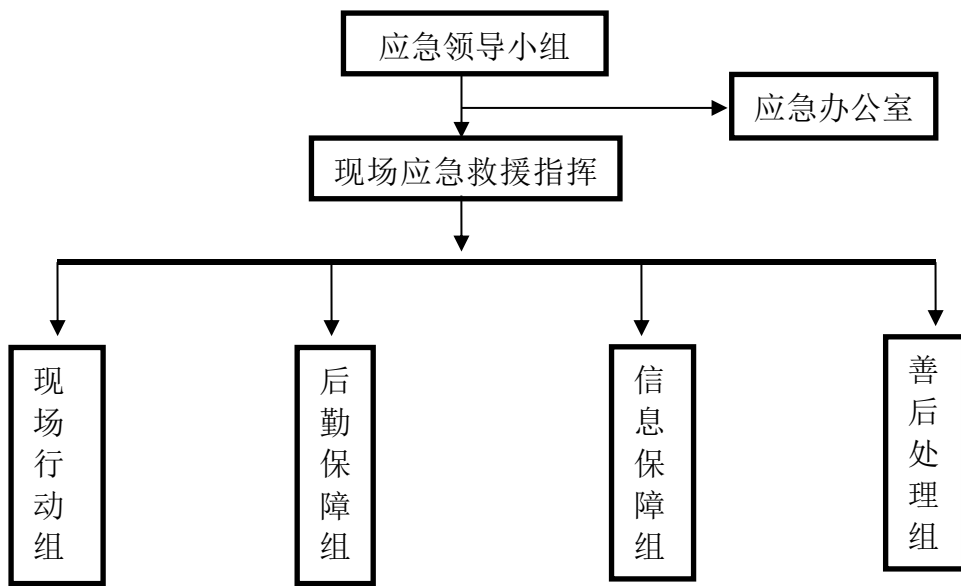 应急领导小组
应急办公室
现场应急救援指挥
现场行动组
后勤保障组
信息保障组
善后处理组